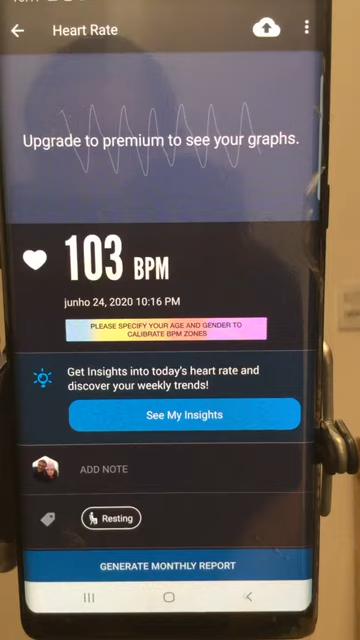 Heart Rate
Upgrade to premium to see your graphs.
103 BPM
junho 24, 2020 10:16 PM
PLEASE SPECIFY YOUR AGE AND GENDER TO
CALIBRATE BPM ZONES
Get Insights into today's heart rate and
discover your weekly trends!
See My Insights
ADD NOTE
Resting
GENERATE MONTHLY REPORT